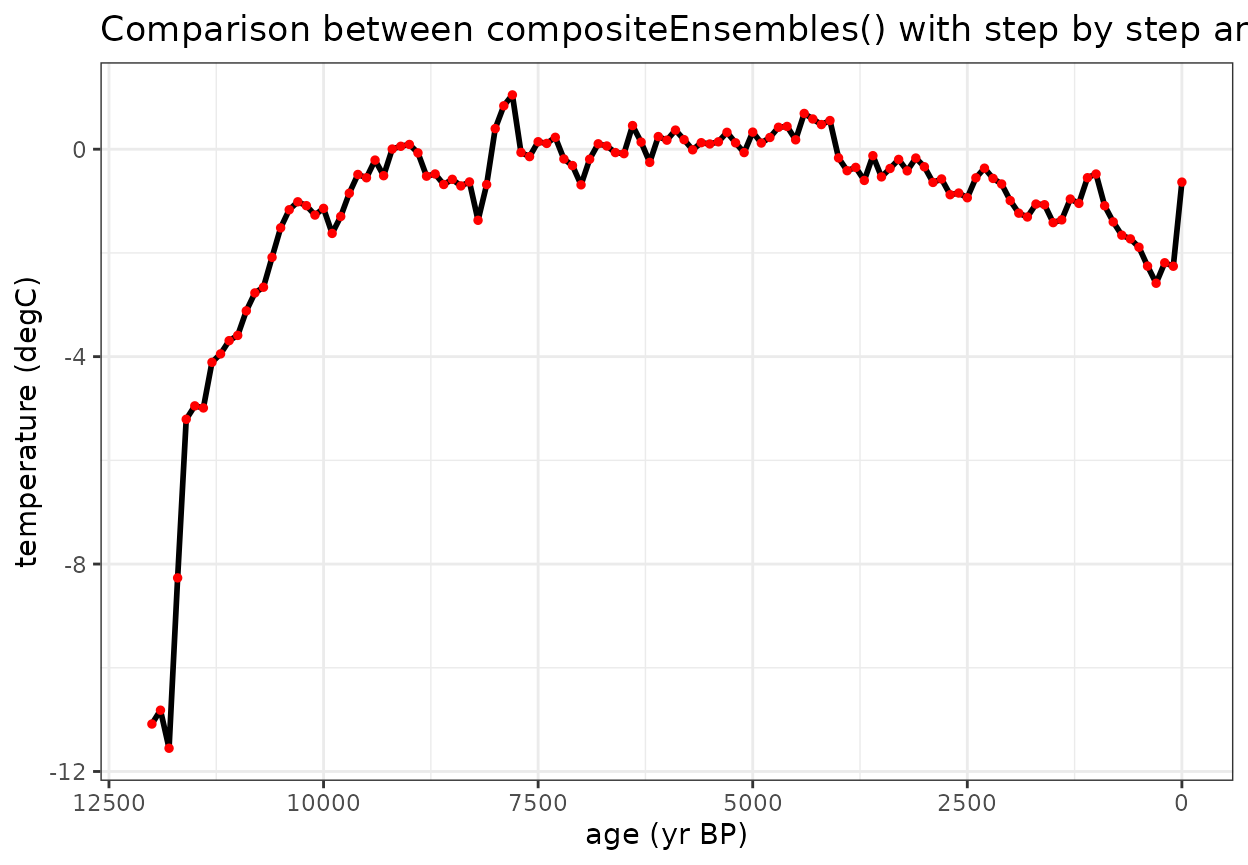 Comparison between compositeEnsembles() with step by step
temperature (degC)
0
-4
-8
-12
12500 10000 7500 5000 2500 0
age (yr BP)